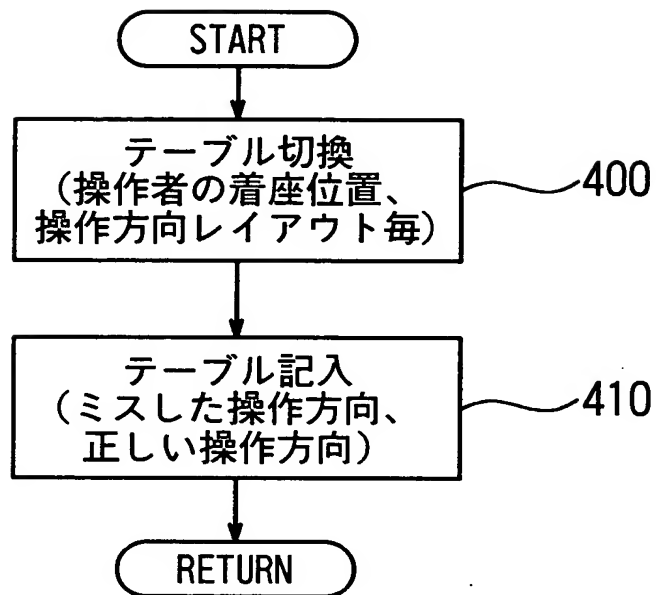 START
テーブル切換
(操作者の着座位置、
操作方向レイアウト毎)
400
テーブル記入
(ミスした操作方向、
正しい操作方向)
410
RETURN